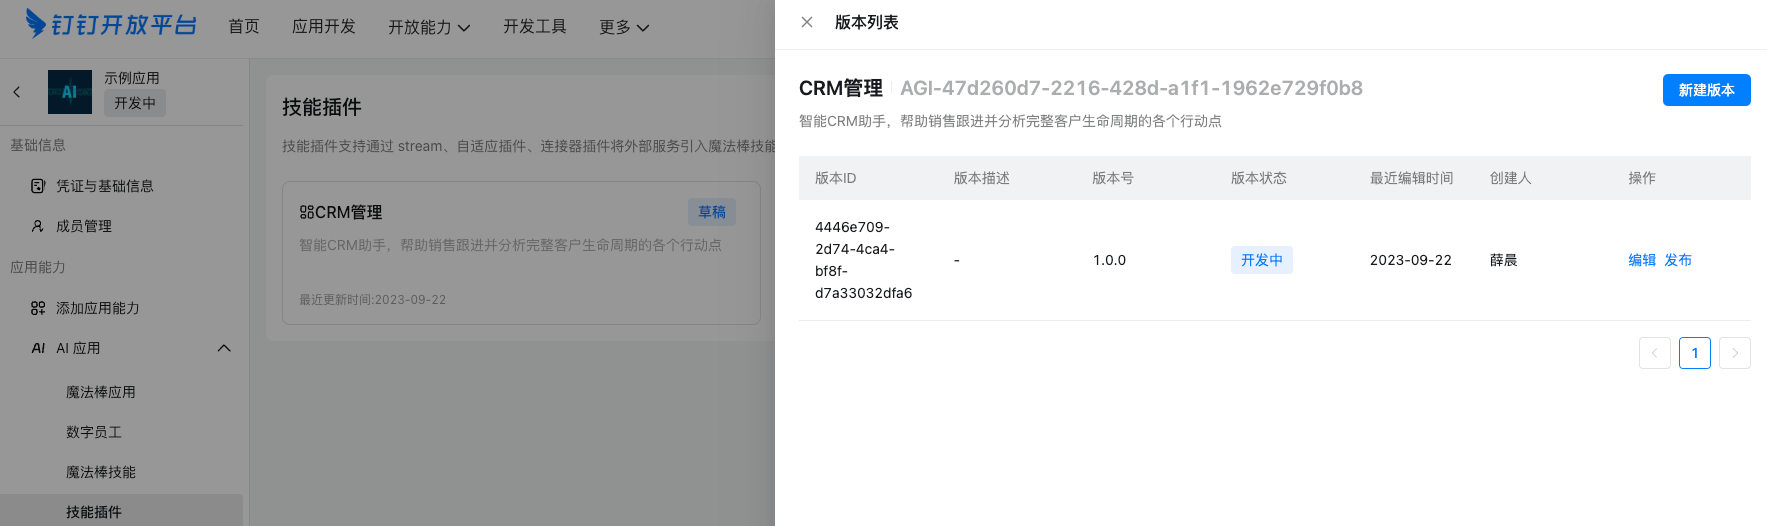 钉钉开放平台
首页
应用开发
开放能力
开发工具
更多
AI
示例应用
开发中
基础信息
凭证与基础信息
成员管理
应用能力
添加应用能力
AI AI 应用
魔法棒应用
数字员工
魔法棒技能
技能插件
技能插件
技能插件支持通过 stream、自适应插件、连接器插件将外部服务引入魔法棒技能
CRM管理
草稿
智能CRM助手，帮助销售跟进并分析完整客户生命周期的各个行动点
最近更新时间:2023-09-22
版本列表
CRM管理
AGI-47d260d7-2216-428d-a1f1-1962e729f0b8
新建版本
智能CRM助手，帮助销售跟进并分析完整客户生命周期的各个行动点
版本ID 版本描述 版本号 版本状态 最近编辑时间 创建人 操作
4446e709-
2d74-4ca4-
bf8f-
d7a33032dfa6
- 1.0.0 开发中 2023-09-22 薛晨 编辑 发布
1